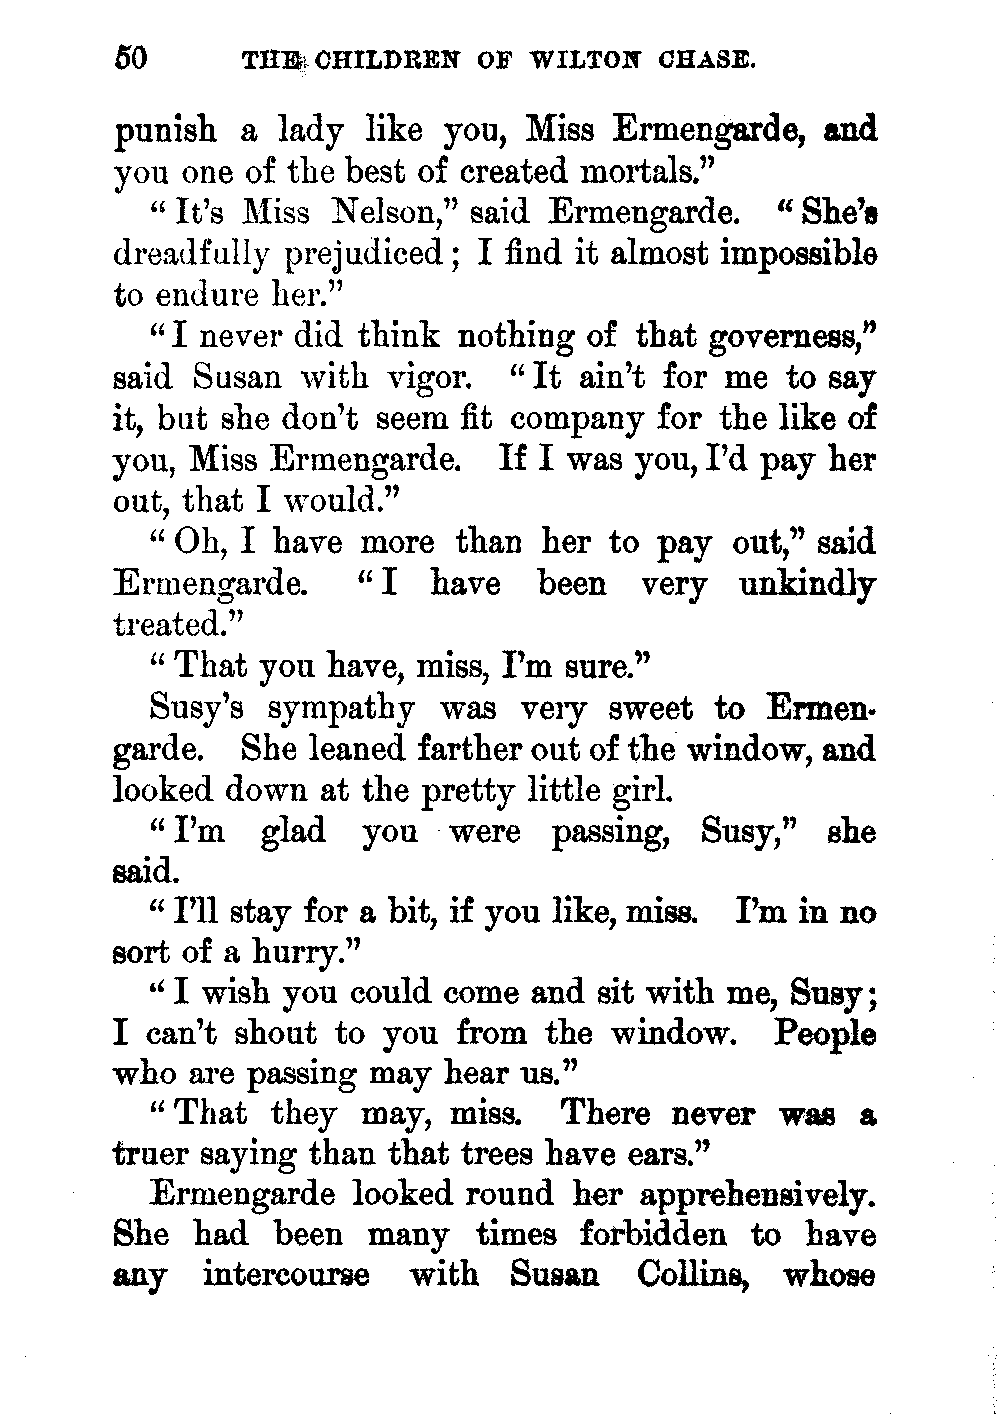 50 THE CHILDREN OF WILTON CHASE.
punish a lady like you, Miss Ermengarde, and
you one of the best of created mortals."
"It's Miss Nelson," said Ermengarde. "She's
dreadfully prejudiced; I find it almost impossible
to endure her."
"I never did think nothing of that governess,"
said Susan with vigor. "It ain't for me to say
it, but she don't seem fit company for the like of
you, Miss Ermengarde. If I was you, I'd pay her
out, that I would."
"Oh, I have more than her to pay out," said
Ermengarde. "I have been very unkindly
treated."
"That you have, miss, I'm sure."
Susy's sympathy was very sweet to Ermen-
garde. She leaned farther out of the window, and
looked down at the pretty little girl.
"I'm glad you were passing, Susy," she
said.
"I'll stay for a bit, if you like, miss. I'm in no
sort of a hurry."
"I wish you could come and sit with me, Susy;
I can't shout to you from the window. People
who are passing may hear us."
"That they may, miss. There never was a
truer saying than that trees have ears."
Ermengarde looked round her apprehensively.
She had been many times forbidden to have
any intercourse with Susan Collins, whose